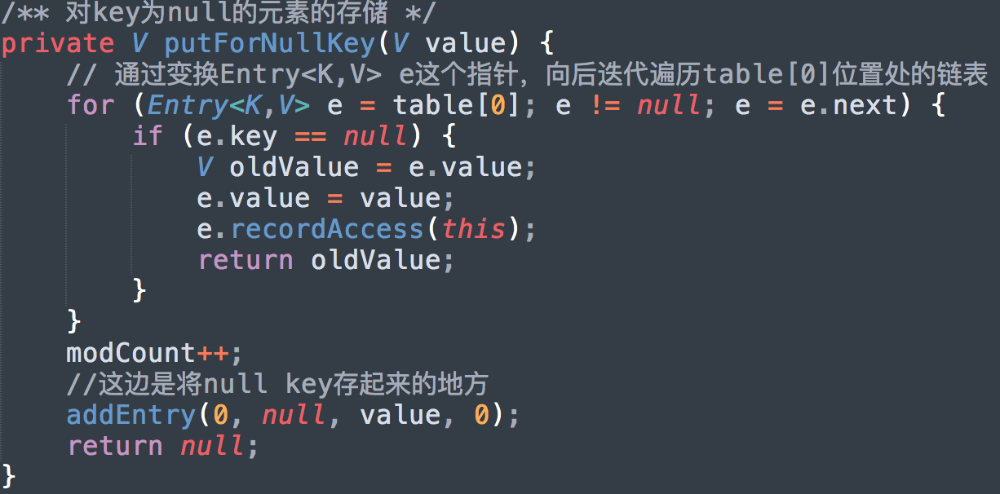 /** 对key为null的元素的存储 */
private V putForNullKey(V value) {
    // 通过变换Entry<K,V> e这个指针，向后迭代遍历table[0]位置处的链表
    for (Entry<K,V> e = table[0]; e != null; e = e.next) {
        if (e.key == null) {
            V oldValue = e.value;
            e.value = value;
            e.recordAccess(this);
            return oldValue;
        }
    }
    modCount++;
    //这边是将null key存起来的地方
    addEntry(0, null, value, 0);
    return null;
}